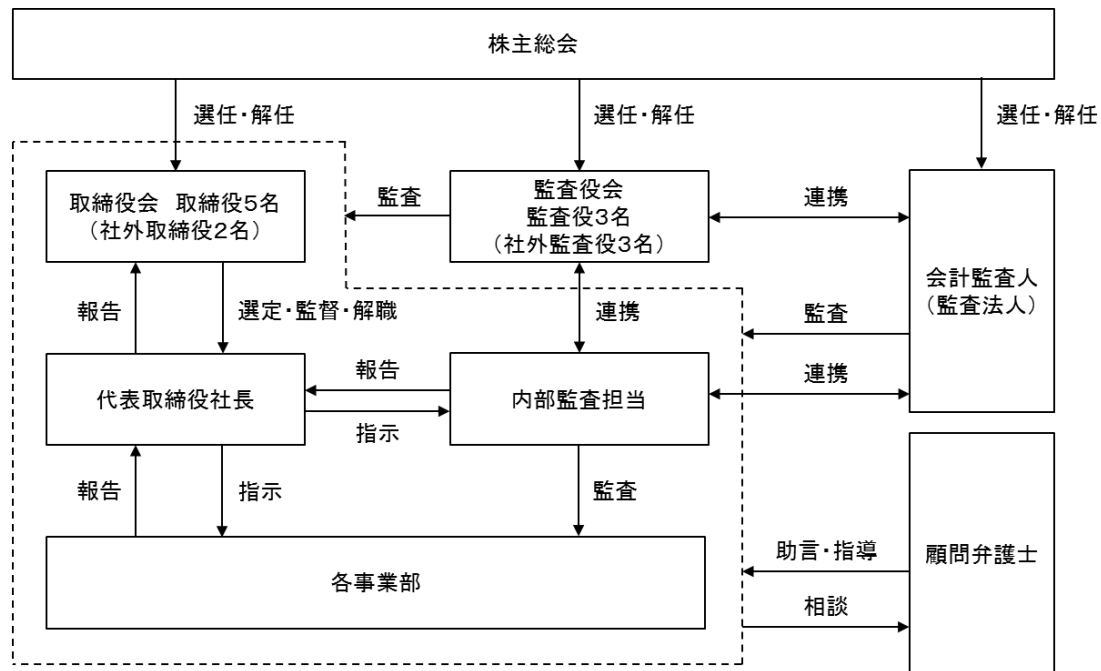 株主総会
選任・解任
選任・解任
選任・解任
取締役会　取締役5名
（社外取締役2名）
監査
監査役会
監査役3名
（社外監査役3名）
連携
会計監査人
（監査法人）
報告
選定・監督・解職
連携
監査
代表取締役社長
報告
指示
内部監査担当
連携
報告
指示
監査
各事業部
助言・指導
相談
顧問弁護士